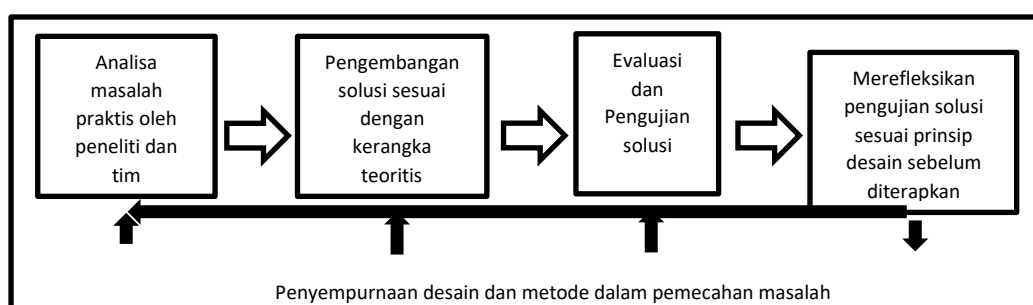 Analisa
masalah
praktis oleh
peneliti dan
tim
Pengembangan
solusi sesuai
dengan
kerangka
teoritis
Evaluasi
dan
Pengujian
solusi
Merefleksikan
pengujian solusi
sesuai prinsip
desain sebelum
diterapkan
Penyempurnaan desain dan metode dalam pemecahan masalah